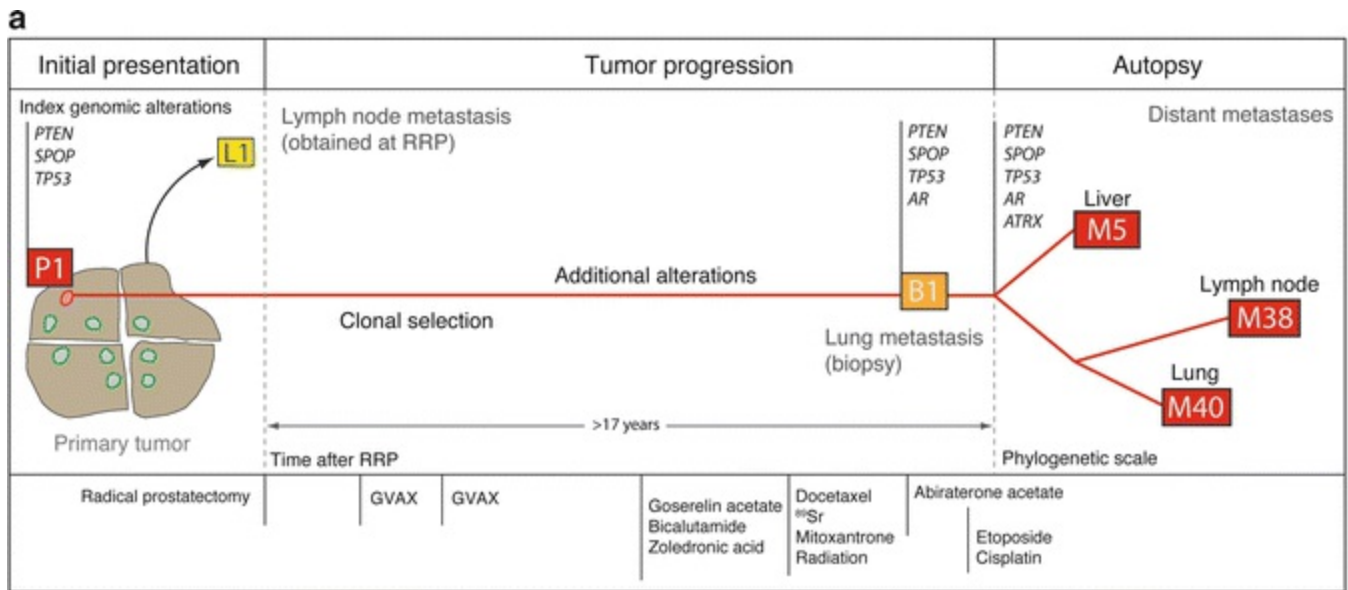 a
Initial presentation
Tumor progression
Autopsy
Index genomic alterations
PTEN
SPOP
TP53
L1
P1
Primary tumor
Lymph node metastasis
(obtained at RRP)
Additional alterations
Clonal selection
PTEN
SPOP
TP53
AR
B1
Lung metastasis
(biopsy)
>17 years
Time after RRP
Distant metastases
PTEN
SPOP
TP53
AR
ATRX
Liver
M5
Lymph node
M38
Lung
M40
Phylogenetic scale
Radical prostatectomy
GVAX
GVAX
Goserelin acetate
Bicalutamide
Zoledronic acid
Docetaxel
⁸⁹Sr
Mitoxantrone
Radiation
Abiraterone acetate
Etoposide
Cisplatin